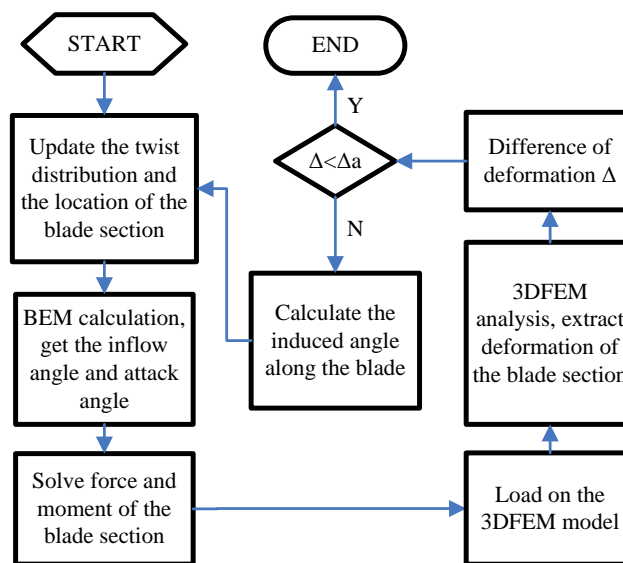 START
Update the twist
distribution and
the location of the
blade section
BEM calculation,
get the inflow
angle and attack
angle
Solve force and
moment of the
blade section
Load on the
3DFEM model
3DFEM
analysis, extract
deformation of
the blade section
Difference of
deformation Δ
Δ<Δa
Y
END
N
Calculate the
induced angle
along the blade